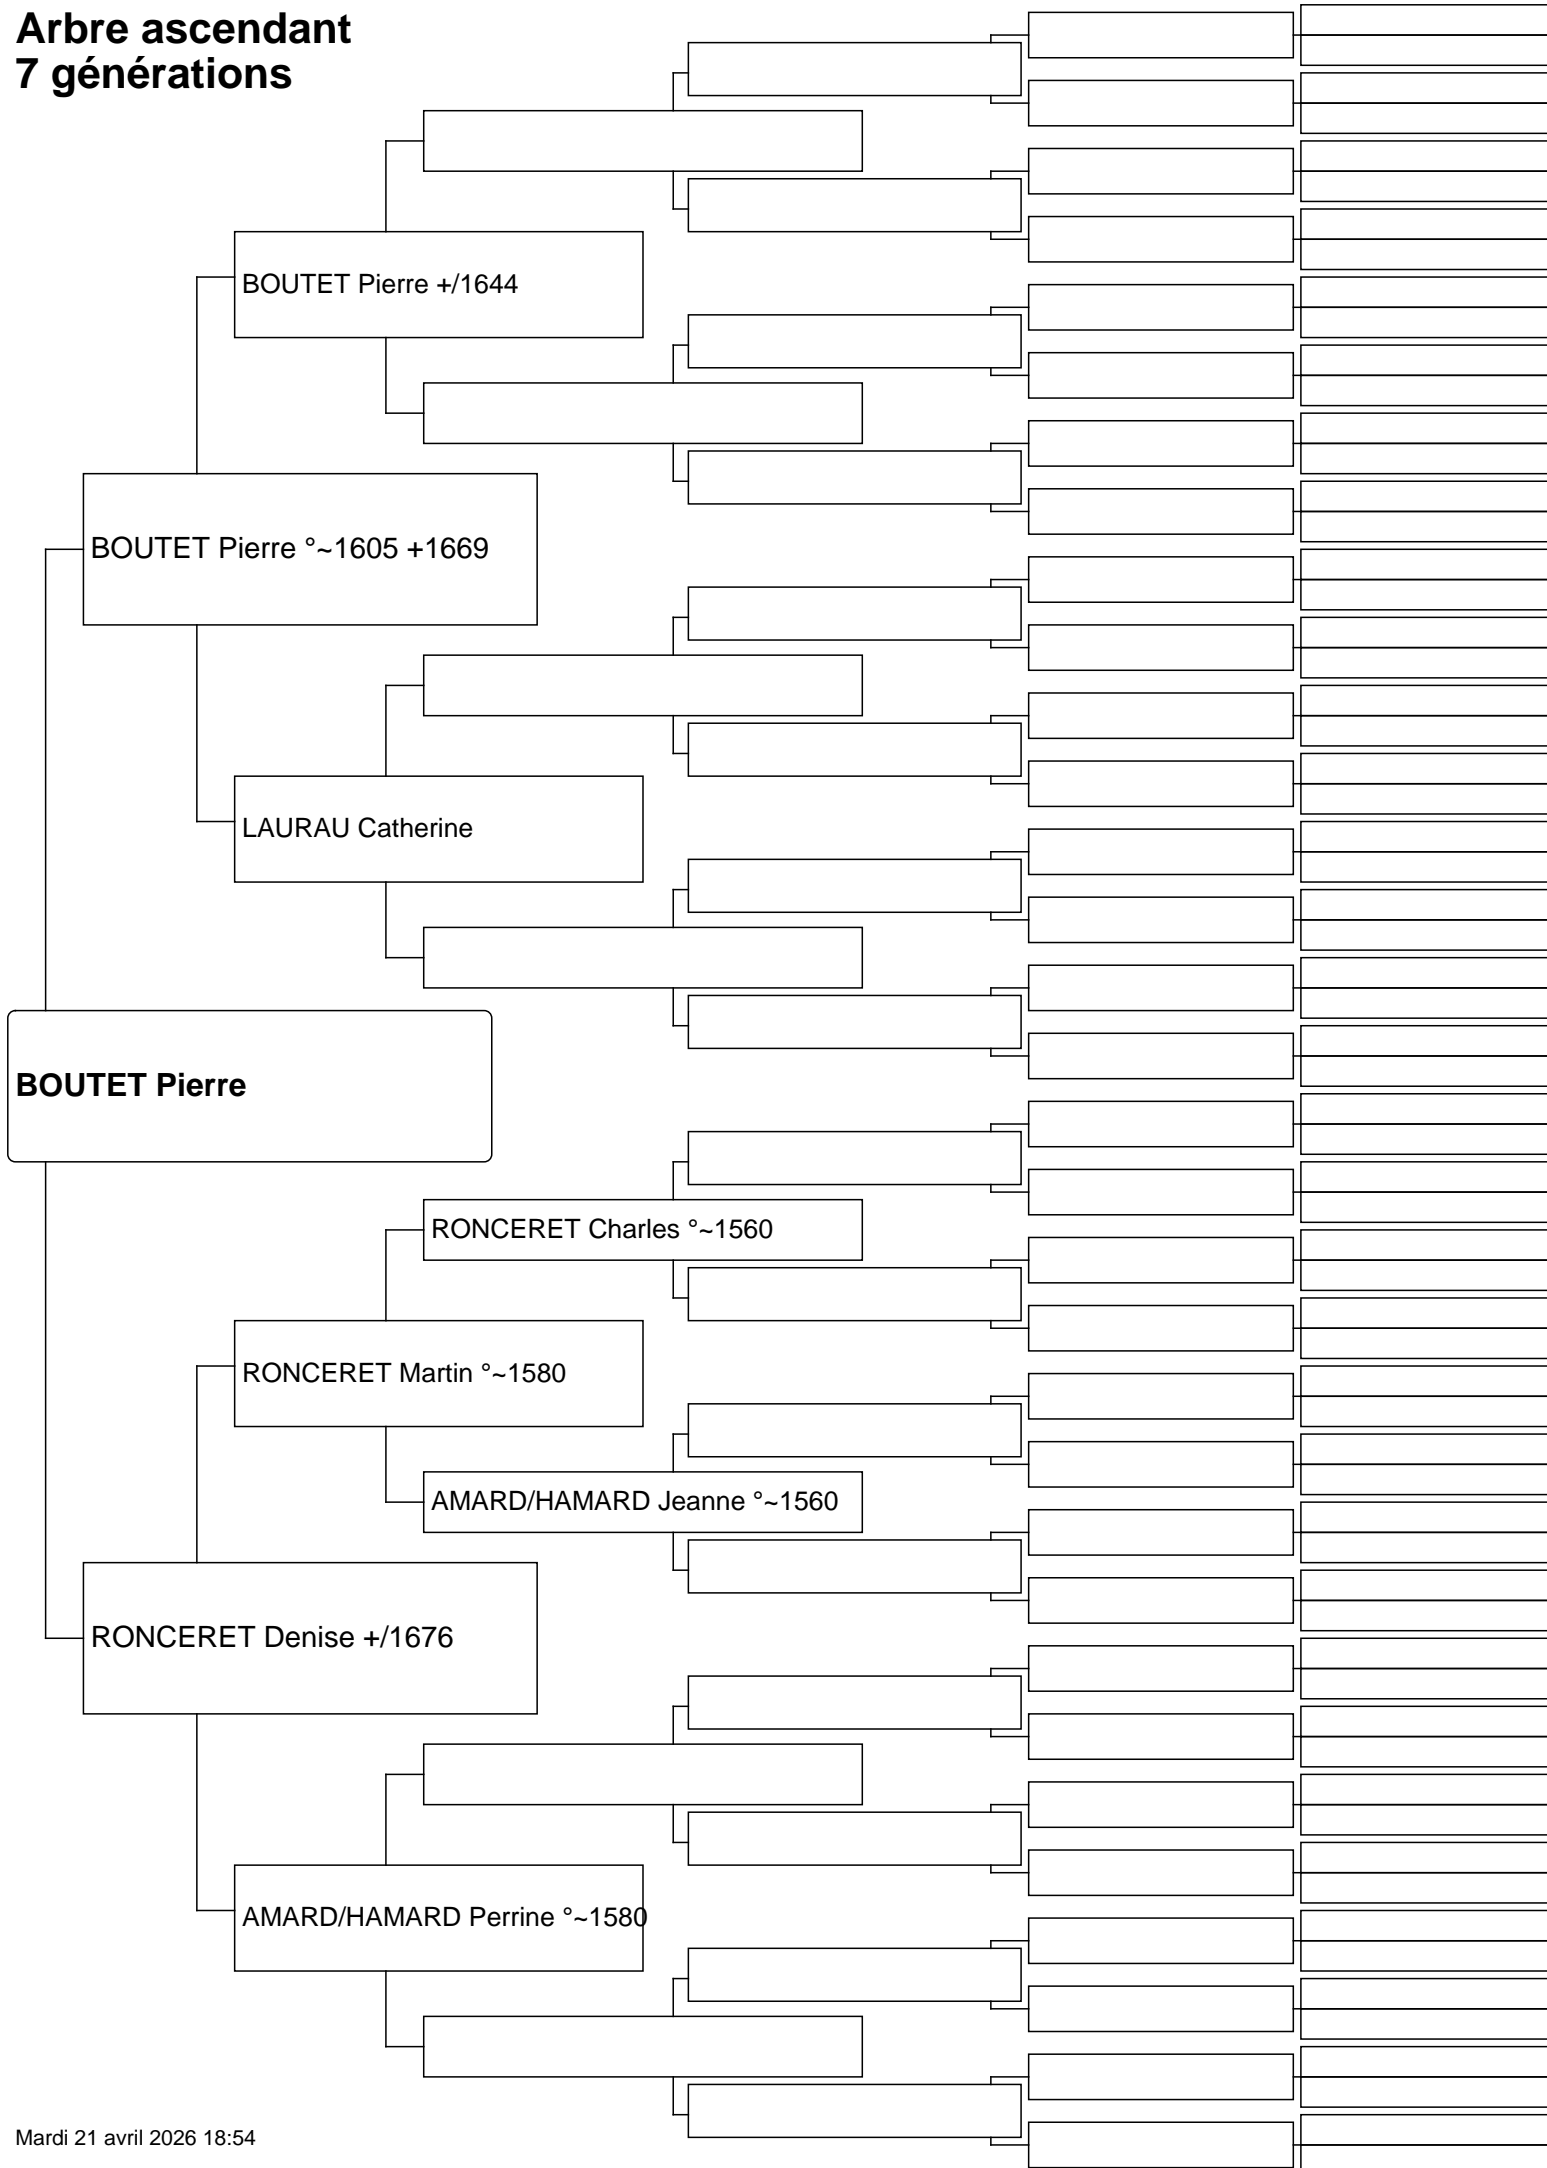 Arbre ascendant
7 générations
BOUTET Pierre +/1644
BOUTET Pierre °~1605 +1669
LAURAU Catherine
BOUTET Pierre
RONCERET Charles °~1560
RONCERET Martin °~1580
AMARD/HAMARD Jeanne °~1560
RONCERET Denise +/1676
AMARD/HAMARD Perrine °~1580
Mardi 21 avril 2026 18:54